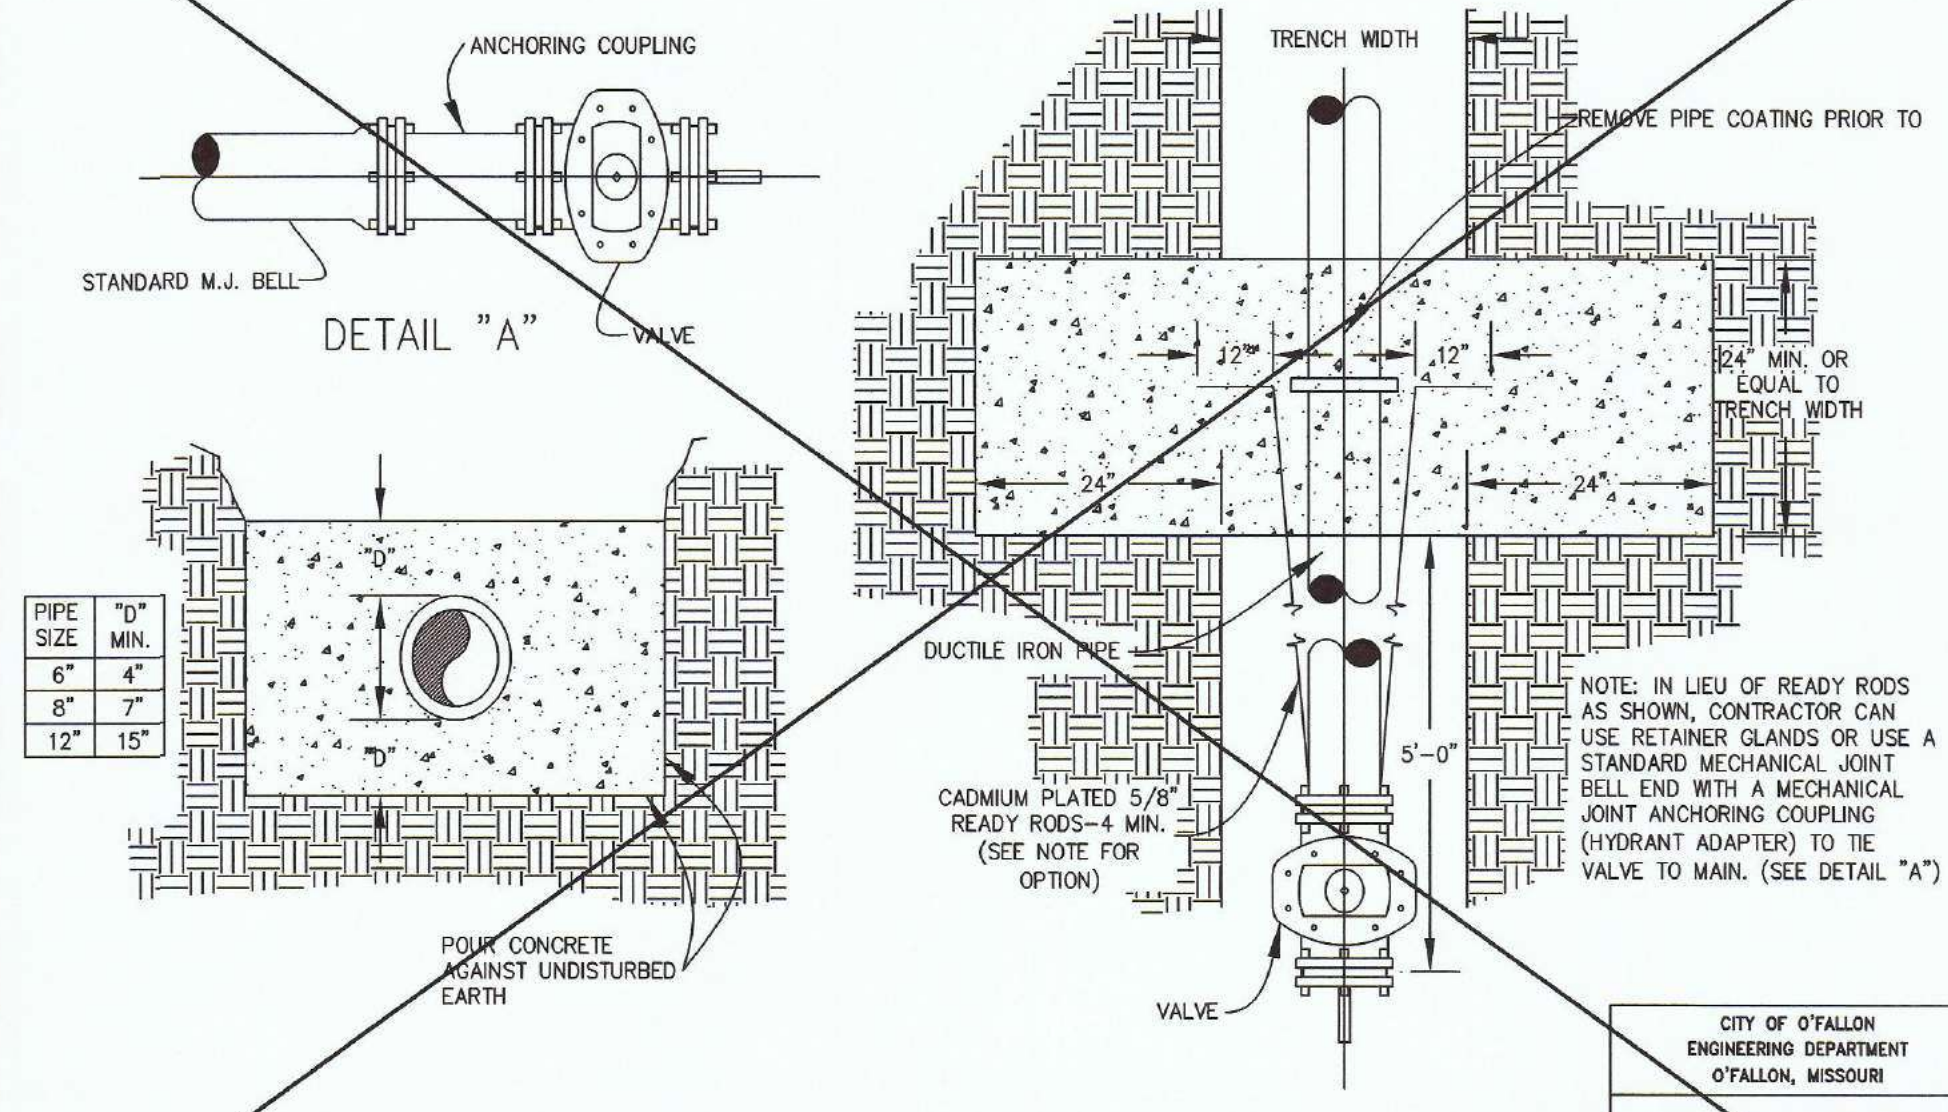 ANCHORING COUPLING
STANDARD M.J. BELL
VALVE
DETAIL "A"
TRENCH WIDTH
REMOVE PIPE COATING PRIOR TO
12"
12"
24" MIN. OR
EQUAL TO
TRENCH WIDTH
24"
24"
"D"
"D"
PIPE SIZE "D" MIN.
6" 4"
8" 7"
12" 15"
POUR CONCRETE
AGAINST UNDISTURBED
EARTH
DUCTILE IRON PIPE
5'-0"
CADMIUM PLATED 5/8"
READY RODS-4 MIN.
(SEE NOTE FOR
OPTION)
VALVE
NOTE: IN LIEU OF READY RODS
AS SHOWN, CONTRACTOR CAN
USE RETAINER GLANDS OR USE A
STANDARD MECHANICAL JOINT
BELL END WITH A MECHANICAL
JOINT ANCHORING COUPLING
(HYDRANT ADAPTER) TO TIE
VALVE TO MAIN. (SEE DETAIL "A")
CITY OF O'FALLON
ENGINEERING DEPARTMENT
O'FALLON, MISSOURI